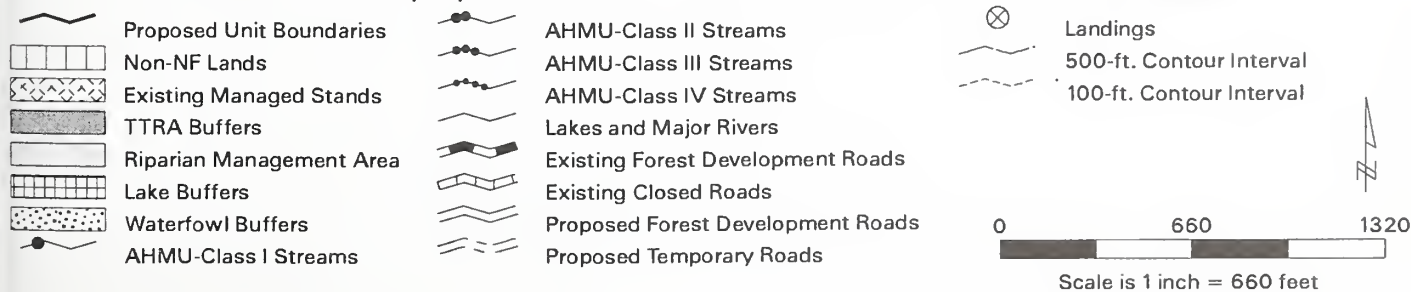 Proposed Unit Boundaries
Non-NF Lands
Existing Managed Stands
TTRA Buffers
Riparian Management Area
Lake Buffers
Waterfowl Buffers
AHMU-Class I Streams
AHMU-Class II Streams
AHMU-Class III Streams
AHMU-Class IV Streams
Lakes and Major Rivers
Existing Forest Development Roads
Existing Closed Roads
Proposed Forest Development Roads
Proposed Temporary Roads
Landings
500-ft. Contour Interval
100-ft. Contour Interval
0 660 1320
Scale is 1 inch = 660 feet